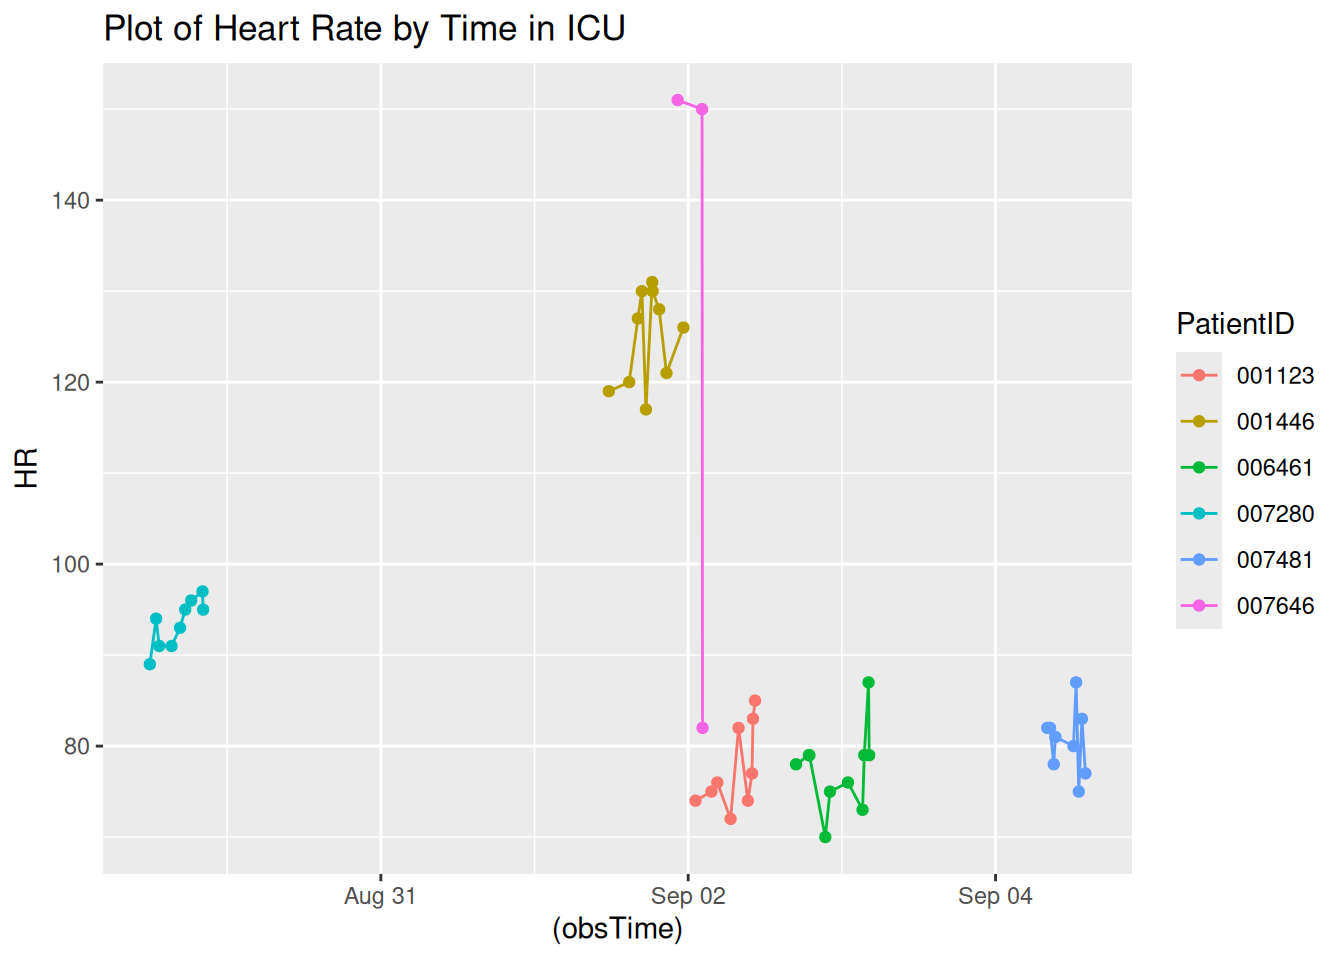 Plot of Heart Rate by Time in ICU
HR
140
120
100
80
Aug 31
Sep 02
Sep 04
(obsTime)
PatientID
001123
001446
006461
007280
007481
007646